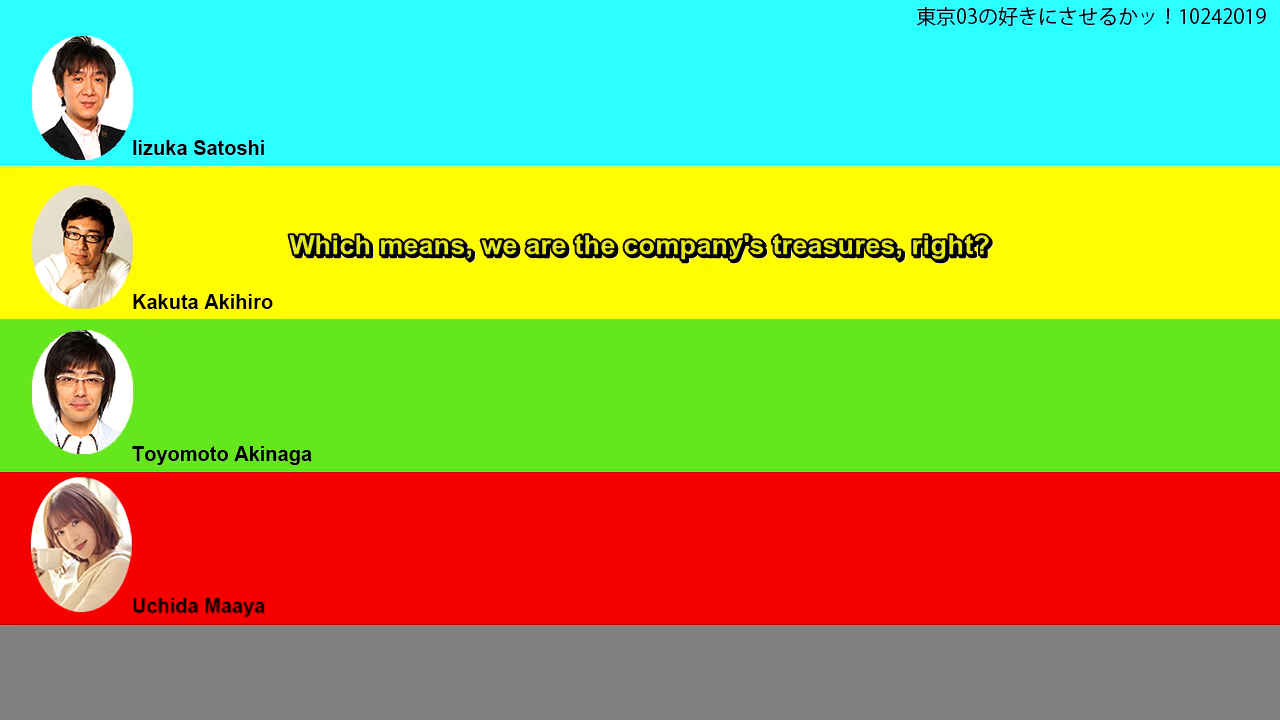 東京03の好きにさせるかッ！10242019
Iizuka Satoshi
Which means, we are the company's treasures, right?
Kakuta Akihiro
Toyomoto Akinaga
Uchida Maaya